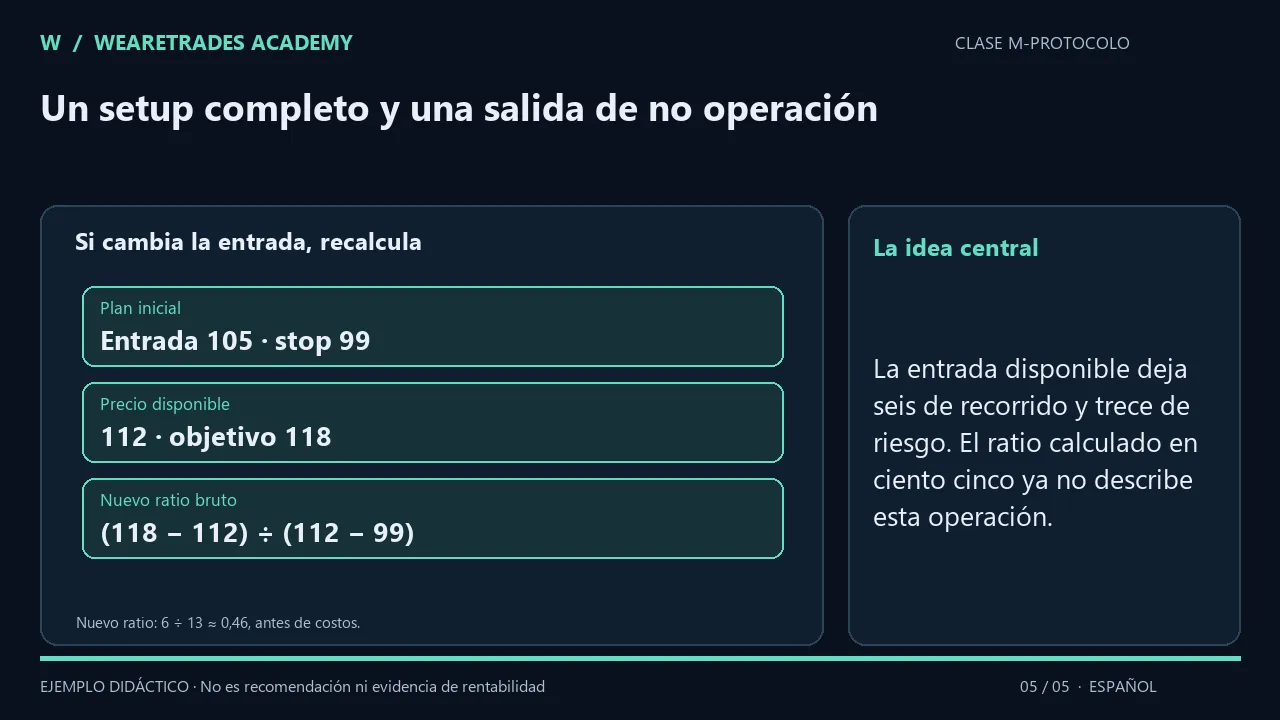 W / WEARETRADES ACADEMY
CLASE M-PROTOCOLO
Un setup completo y una salida de no operación
Si cambia la entrada, recalcula
Plan inicial
Entrada 105 · stop 99
Precio disponible
112 · objetivo 118
Nuevo ratio bruto
(118 − 112) ÷ (112 − 99)
Nuevo ratio: 6 ÷ 13 ≈ 0,46, antes de costos.
La idea central
La entrada disponible deja
seis de recorrido y trece de
riesgo. El ratio calculado en
ciento cinco ya no describe
esta operación.
EJEMPLO DIDÁCTICO · No es recomendación ni evidencia de rentabilidad
05 / 05 · ESPAÑOL